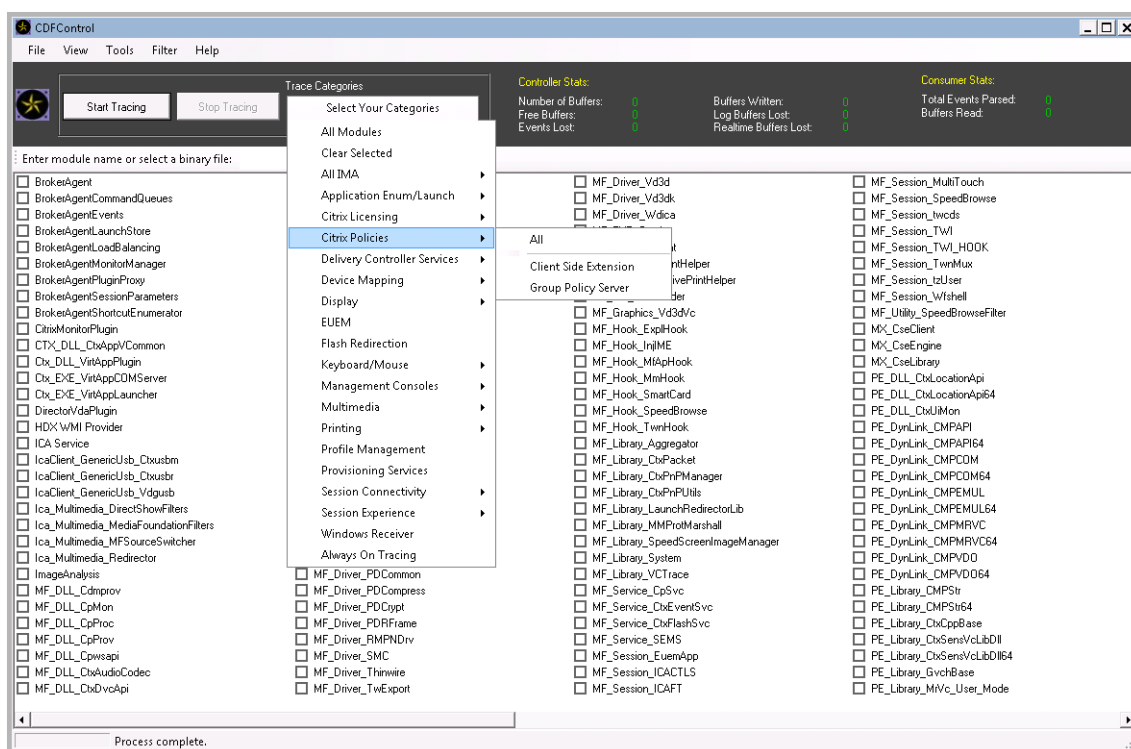 CDFControl
File View Tools Filter Help
Start Tracing
Stop Tracing
Trace Categories
Select Your Categories
Controller Stats:
Number of Buffers: 0
Free Buffers: 0
Events Lost: 0
Buffers Written: 0
Log Buffers Lost: 0
Realtime Buffers Lost: 0
Consumer Stats:
Total Events Parsed: 0
Buffers Read: 0
Enter module name or select a binary file:
All Modules
Clear Selected
All IMA
Application Enum/Launch
Citrix Licensing
Citrix Policies
Delivery Controller Services
Device Mapping
Display
EUEM
Flash Redirection
Keyboard/Mouse
Management Consoles
Multimedia
Printing
Profile Management
Provisioning Services
Session Connectivity
Session Experience
Windows Receiver
Always On Tracing
All
Client Side Extension
Group Policy Server
BrokerAgent
BrokerAgentCommandQueues
BrokerAgentEvents
BrokerAgentLaunchStore
BrokerAgentLoadBalancing
BrokerAgentMonitorManager
BrokerAgentPluginProxy
BrokerAgentSessionParameters
BrokerAgentShortcutEnumerator
CitrixMonitorPlugin
CTX_DLL_CtxAppVCommon
Ctx_DLL_VirtAppPlugin
Ctx_EXE_VirtAppCOMServer
Ctx_EXE_VirtAppLauncher
DirectorVdaPlugin
HDX WMI Provider
ICA Service
IcaClient_GenericUsb_Ctxusbm
IcaClient_GenericUsb_Ctxusbr
IcaClient_GenericUsb_Vdgusb
Ica_Multimedia_DirectShowFilters
Ica_Multimedia_MediaFoundationFilters
Ica_Multimedia_MFSourceSwitcher
Ica_Multimedia_Redirector
ImageAnalysis
MF_DLL_Cdmprov
MF_DLL_CpMon
MF_DLL_CpProc
MF_DLL_CpProv
MF_DLL_Cpwsapi
MF_DLL_CtxAudioCodec
MF_DLL_CtxDvcApi
MF_Driver_PDCommon
MF_Driver_PDCompress
MF_Driver_PDCrypt
MF_Driver_PDRFrame
MF_Driver_RMPNDrv
MF_Driver_SMC
MF_Driver_Thinwire
MF_Driver_TwExport
MF_Driver_Vd3d
MF_Driver_Vd3dk
MF_Driver_Wdica
ntHelper
ivePrintHelper
der
MF_Graphics_Vd3dVc
MF_Hook_ExplHook
MF_Hook_InjIME
MF_Hook_MfApHook
MF_Hook_MmHook
MF_Hook_SmartCard
MF_Hook_SpeedBrowse
MF_Hook_TwnHook
MF_Library_Aggregator
MF_Library_CtxPacket
MF_Library_CtxPnPManager
MF_Library_CtxPnPUtils
MF_Library_LaunchRedirectorLib
MF_Library_MMProtMarshall
MF_Library_SpeedScreenImageManager
MF_Library_System
MF_Library_VCTrace
MF_Service_CpSvc
MF_Service_CtxEventSvc
MF_Service_CtxFlashSvc
MF_Service_SEMS
MF_Session_EuemApp
MF_Session_ICACTLS
MF_Session_ICAFT
MF_Session_MultiTouch
MF_Session_SpeedBrowse
MF_Session_twcds
MF_Session_TWI
MF_Session_TWI_HOOK
MF_Session_TwnMux
MF_Session_tzUser
MF_Session_Wfshell
MF_Utility_SpeedBrowseFilter
MX_CseClient
MX_CseEngine
MX_CseLibrary
PE_DLL_CtxLocationApi
PE_DLL_CtxLocationApi64
PE_DLL_CtxUiMon
PE_DynLink_CMPAPI
PE_DynLink_CMPAPI64
PE_DynLink_CMPCOM
PE_DynLink_CMPCOM64
PE_DynLink_CMPEMUL
PE_DynLink_CMPEMUL64
PE_DynLink_CMPMRVC
PE_DynLink_CMPMRVC64
PE_DynLink_CMPVDO
PE_DynLink_CMPVDO64
PE_Library_CMPStr
PE_Library_CMPStr64
PE_Library_CtxCppBase
PE_Library_CtxSensVcLibDll
PE_Library_CtxSensVcLibDll64
PE_Library_GvchBase
PE_Library_MrVc_User_Mode
Process complete.